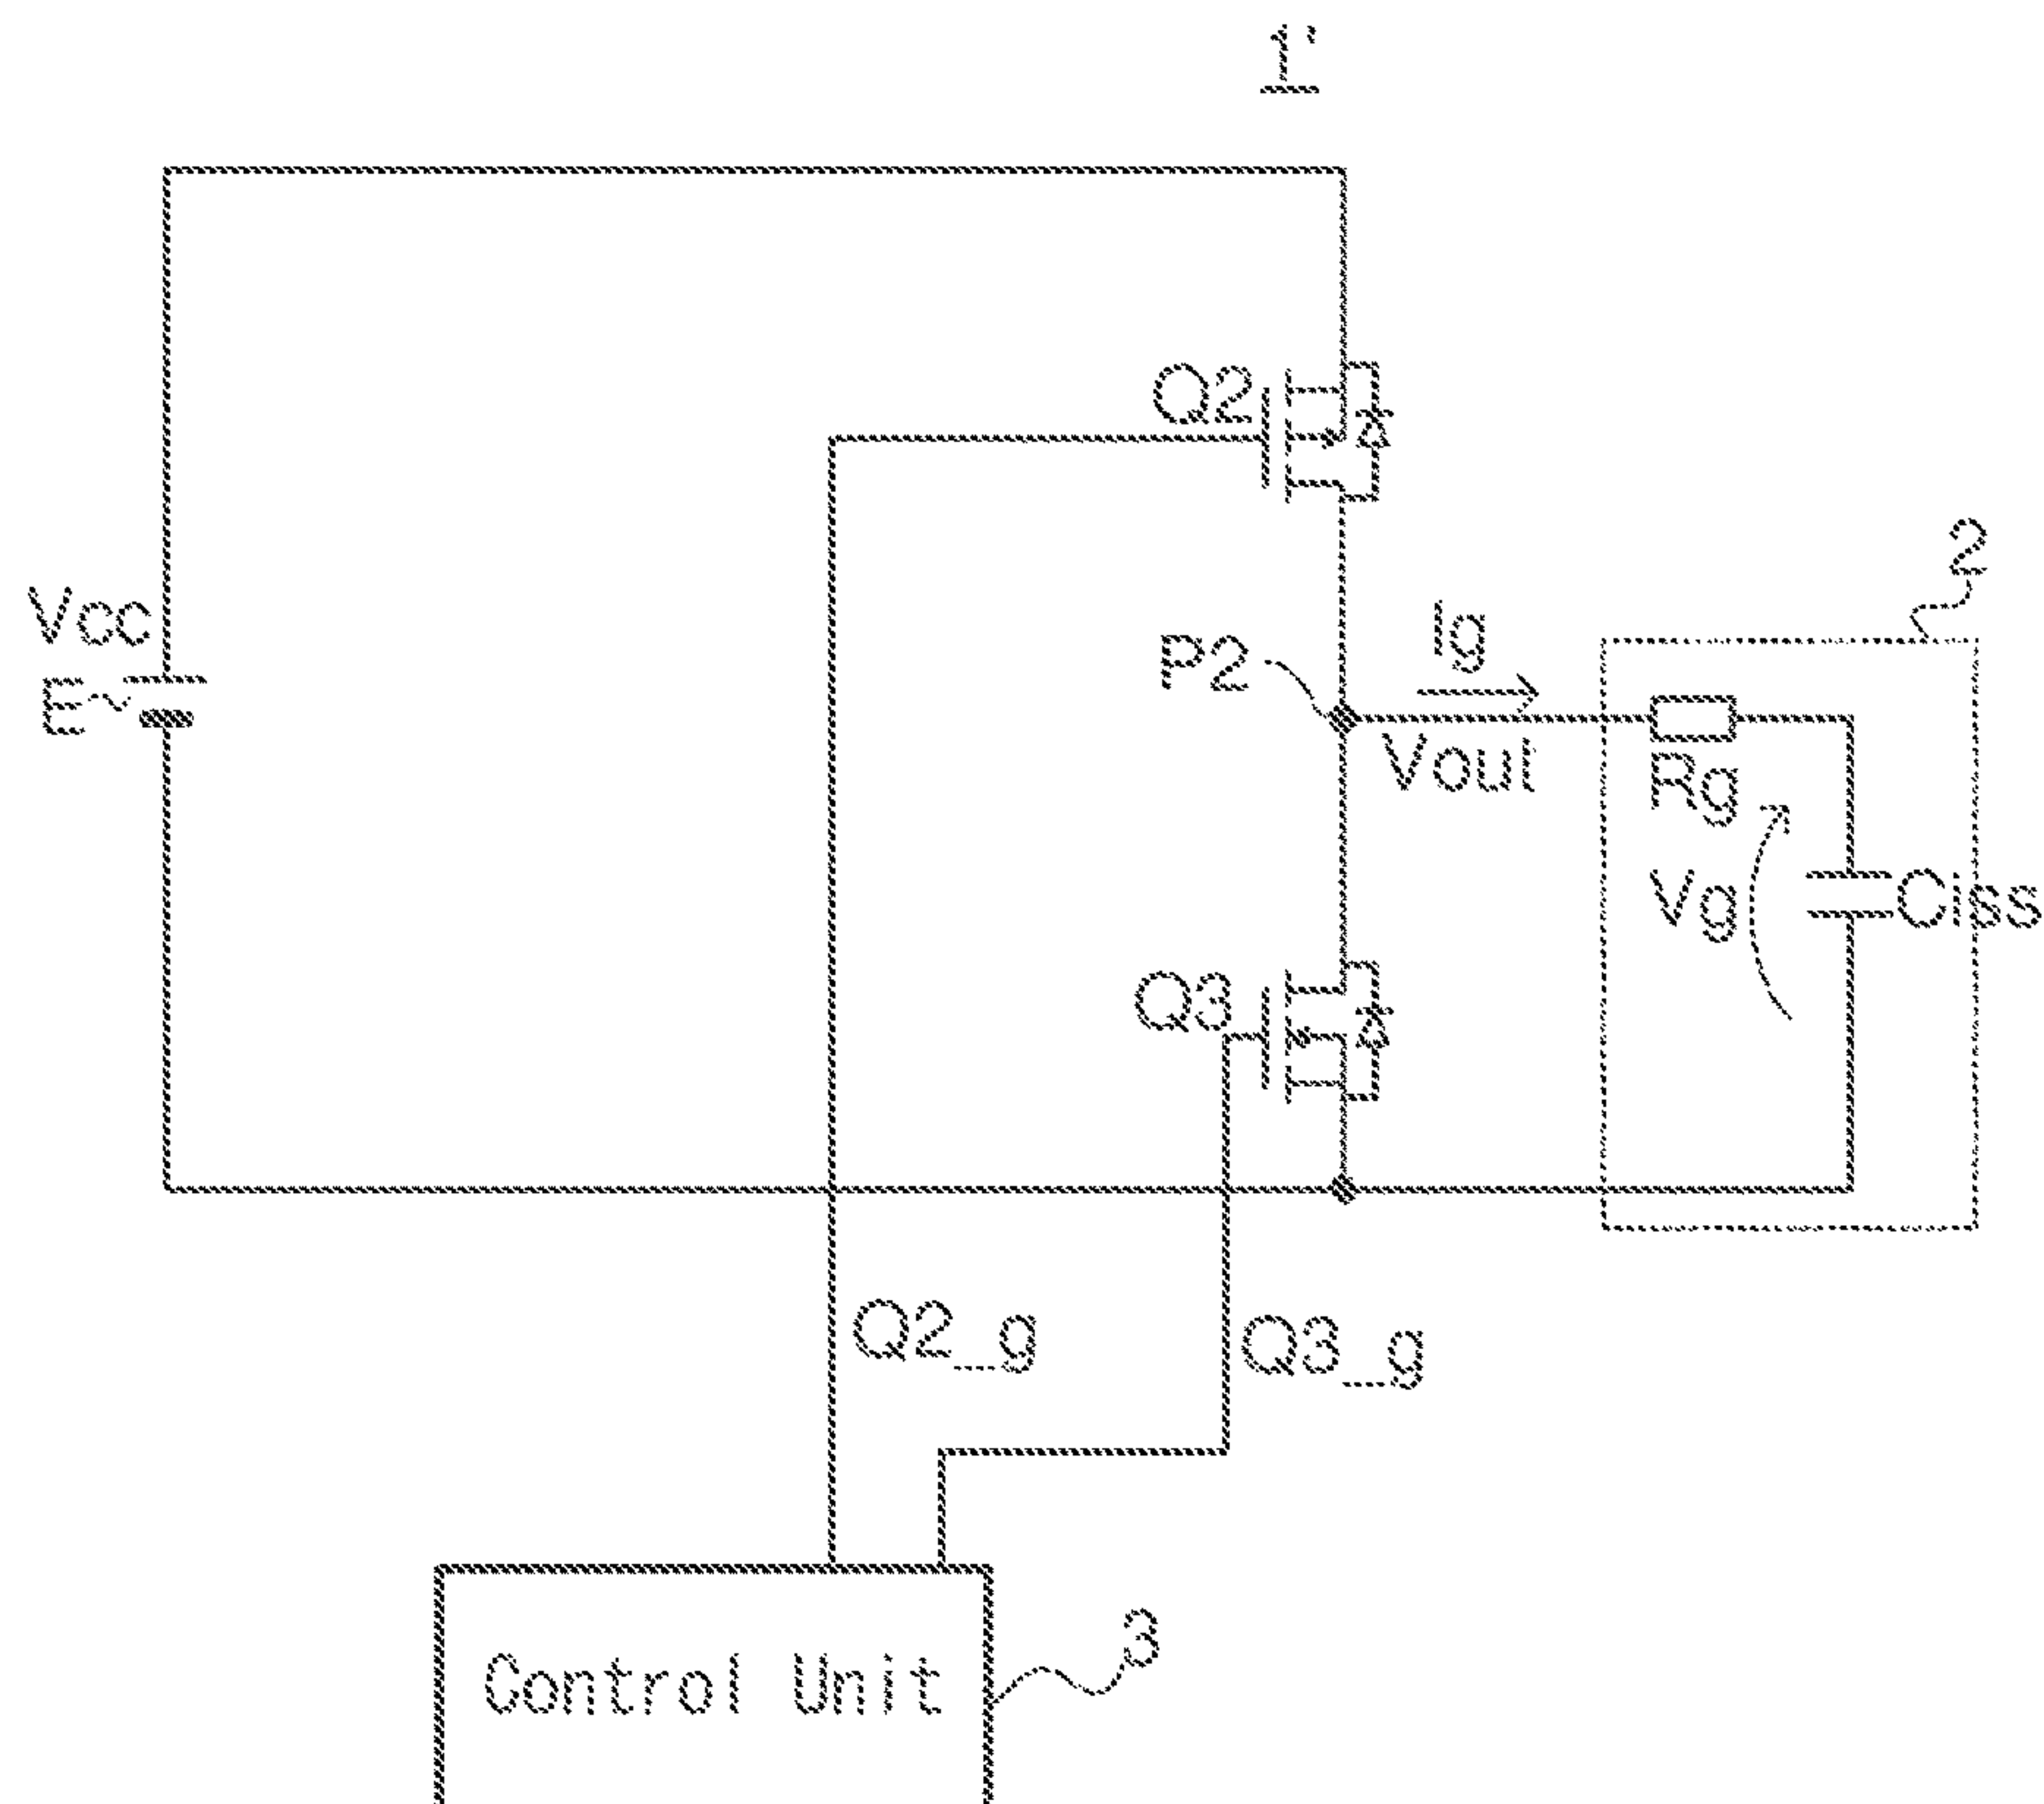 1'
Q2
Vcc
E~
P2
Ig
2
Vout
Rg
Vg
Ciss
Q3
Q2_g
Q3_g
Control Unit
3